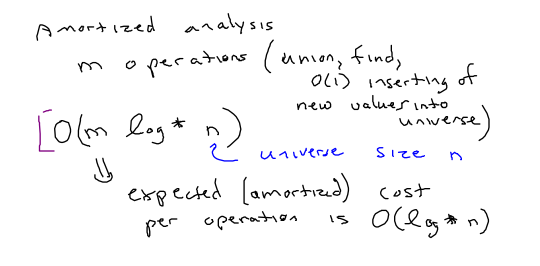 Amortized analysis
m operations (union, find,
O(1) inserting of
new values into
universe)
[O(m log* n)
universe size n
⇓
expected (amortized) cost
per operation is O(log* n)